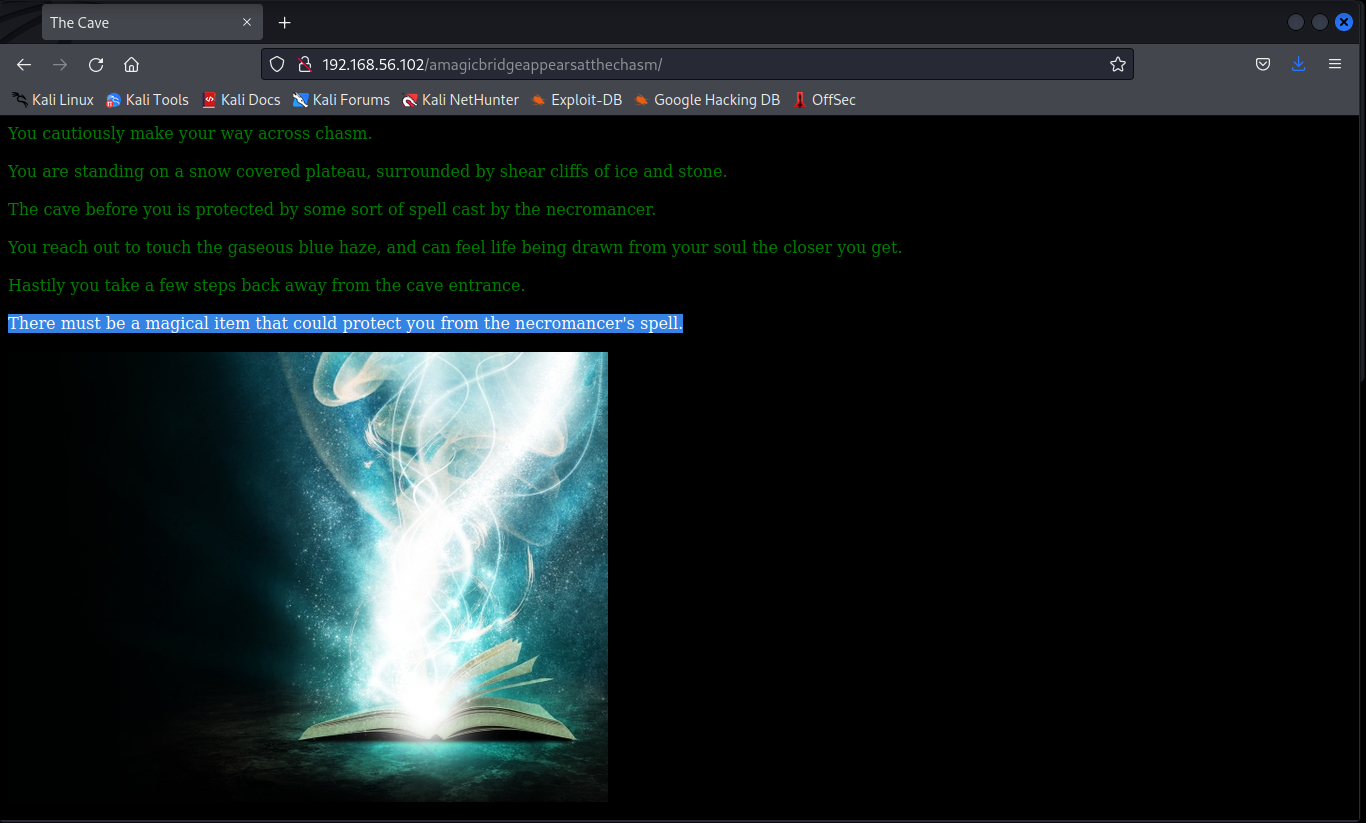 The Cave
192.168.56.102/amagicbridgeappearsatthechasm/
Kali Linux Kali Tools Kali Docs Kali Forums Kali NetHunter Exploit-DB Google Hacking DB OffSec
You cautiously make your way across chasm.
You are standing on a snow covered plateau, surrounded by shear cliffs of ice and stone.
The cave before you is protected by some sort of spell cast by the necromancer.
You reach out to touch the gaseous blue haze, and can feel life being drawn from your soul the closer you get.
Hastily you take a few steps back away from the cave entrance.
There must be a magical item that could protect you from the necromancer's spell.